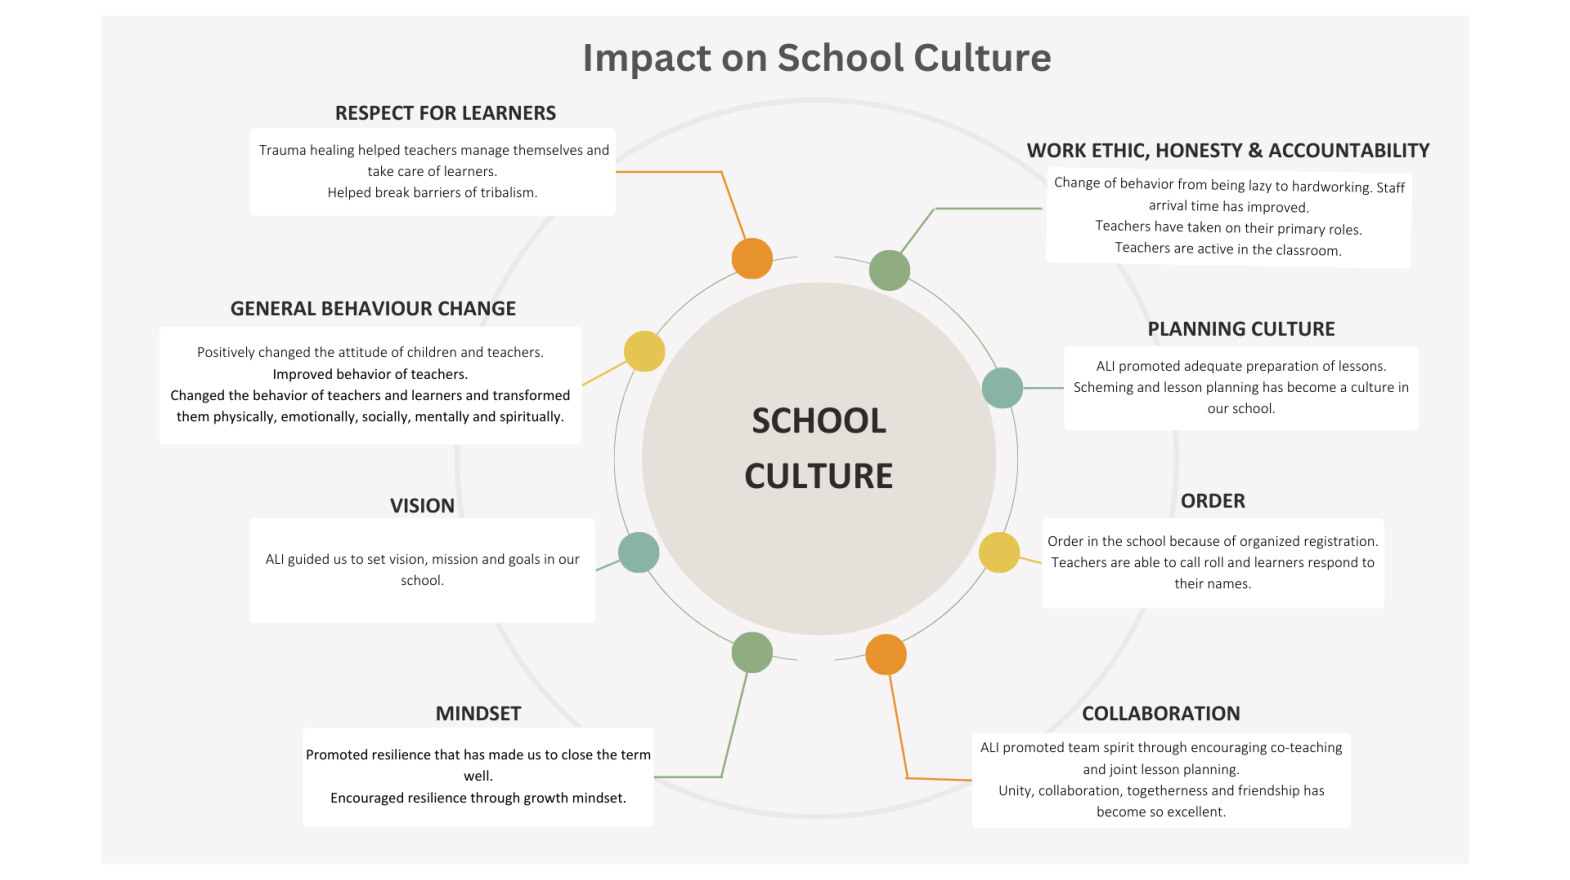 Impact on School Culture
RESPECT FOR LEARNERS
Trauma healing helped teachers manage themselves and
take care of learners.
Helped break barriers of tribalism.
GENERAL BEHAVIOUR CHANGE
Positively changed the attitude of children and teachers.
Improved behavior of teachers.
Changed the behavior of teachers and learners and transformed
them physically, emotionally, socially, mentally and spiritually.
VISION
ALI guided us to set vision, mission and goals in our
school.
MINDSET
Promoted resilience that has made us to close the term
well.
Encouraged resilience through growth mindset.
SCHOOL
CULTURE
WORK ETHIC, HONESTY & ACCOUNTABILITY
Change of behavior from being lazy to hardworking. Staff
arrival time has improved.
Teachers have taken on their primary roles.
Teachers are active in the classroom.
PLANNING CULTURE
ALI promoted adequate preparation of lessons.
Scheming and lesson planning has become a culture in
our school.
ORDER
Order in the school because of organized registration.
Teachers are able to call roll and learners respond to
their names.
COLLABORATION
ALI promoted team spirit through encouraging co-teaching
and joint lesson planning.
Unity, collaboration, togetherness and friendship has
become so excellent.